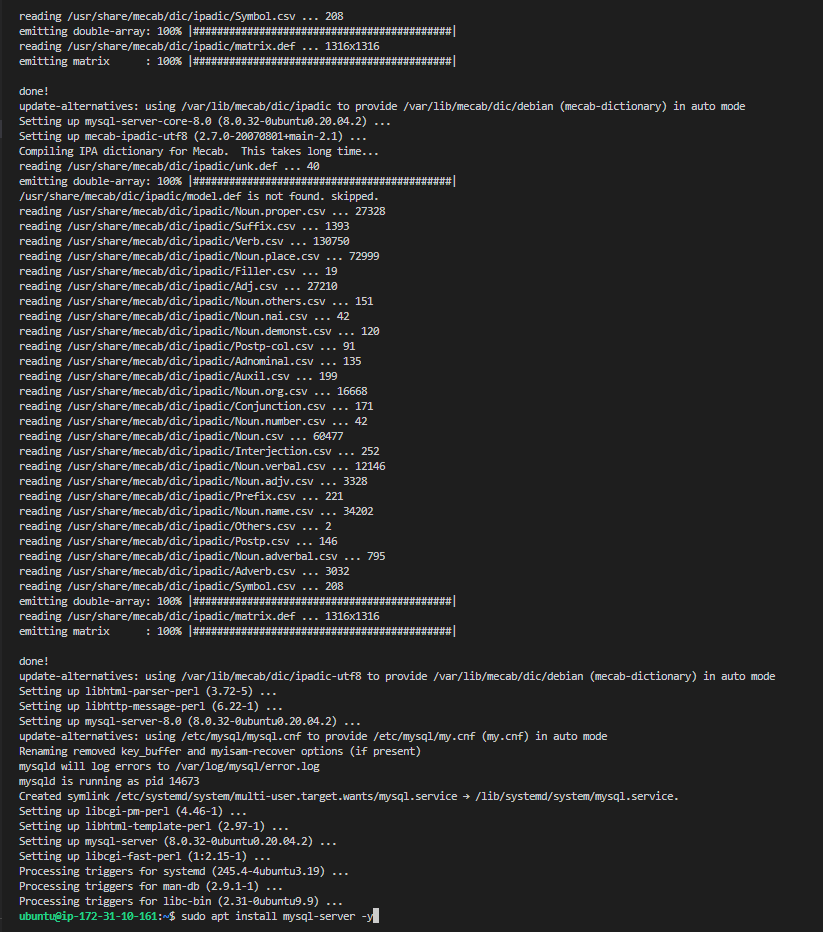 reading /usr/share/mecab/dic/ipadic/Symbol.csv ... 208
emitting double-array: 100% |###########################################|
reading /usr/share/mecab/dic/ipadic/matrix.def ... 1316x1316
emitting matrix      : 100% |###########################################|

done!
update-alternatives: using /var/lib/mecab/dic/ipadic to provide /var/lib/mecab/dic/debian (mecab-dictionary) in auto mode
Setting up mysql-server-core-8.0 (8.0.32-0ubuntu0.20.04.2) ...
Setting up mecab-ipadic-utf8 (2.7.0-20070801+main-2.1) ...
Compiling IPA dictionary for Mecab.  This takes long time...
reading /usr/share/mecab/dic/ipadic/unk.def ... 40
emitting double-array: 100% |###########################################|
/usr/share/mecab/dic/ipadic/model.def is not found. skipped.
reading /usr/share/mecab/dic/ipadic/Noun.proper.csv ... 27328
reading /usr/share/mecab/dic/ipadic/Suffix.csv ... 1393
reading /usr/share/mecab/dic/ipadic/Verb.csv ... 130750
reading /usr/share/mecab/dic/ipadic/Noun.place.csv ... 72999
reading /usr/share/mecab/dic/ipadic/Filler.csv ... 19
reading /usr/share/mecab/dic/ipadic/Adj.csv ... 27210
reading /usr/share/mecab/dic/ipadic/Noun.others.csv ... 151
reading /usr/share/mecab/dic/ipadic/Noun.nai.csv ... 42
reading /usr/share/mecab/dic/ipadic/Noun.demonst.csv ... 120
reading /usr/share/mecab/dic/ipadic/Postp-col.csv ... 91
reading /usr/share/mecab/dic/ipadic/Adnominal.csv ... 135
reading /usr/share/mecab/dic/ipadic/Auxil.csv ... 199
reading /usr/share/mecab/dic/ipadic/Noun.org.csv ... 16668
reading /usr/share/mecab/dic/ipadic/Conjunction.csv ... 171
reading /usr/share/mecab/dic/ipadic/Noun.number.csv ... 42
reading /usr/share/mecab/dic/ipadic/Noun.csv ... 60477
reading /usr/share/mecab/dic/ipadic/Interjection.csv ... 252
reading /usr/share/mecab/dic/ipadic/Noun.verbal.csv ... 12146
reading /usr/share/mecab/dic/ipadic/Noun.adjv.csv ... 3328
reading /usr/share/mecab/dic/ipadic/Prefix.csv ... 221
reading /usr/share/mecab/dic/ipadic/Noun.name.csv ... 34202
reading /usr/share/mecab/dic/ipadic/Others.csv ... 2
reading /usr/share/mecab/dic/ipadic/Postp.csv ... 146
reading /usr/share/mecab/dic/ipadic/Noun.adverbal.csv ... 795
reading /usr/share/mecab/dic/ipadic/Adverb.csv ... 3032
reading /usr/share/mecab/dic/ipadic/Symbol.csv ... 208
emitting double-array: 100% |###########################################|
reading /usr/share/mecab/dic/ipadic/matrix.def ... 1316x1316
emitting matrix      : 100% |###########################################|

done!
update-alternatives: using /var/lib/mecab/dic/ipadic-utf8 to provide /var/lib/mecab/dic/debian (mecab-dictionary) in auto mode
Setting up libhtml-parser-perl (3.72-5) ...
Setting up libhttp-message-perl (6.22-1) ...
Setting up mysql-server-8.0 (8.0.32-0ubuntu0.20.04.2) ...
update-alternatives: using /etc/mysql/mysql.cnf to provide /etc/mysql/my.cnf (my.cnf) in auto mode
Renaming removed key_buffer and myisam-recover options (if present)
mysqld will log errors to /var/log/mysql/error.log
mysqld is running as pid 14673
Created symlink /etc/systemd/system/multi-user.target.wants/mysql.service → /lib/systemd/system/mysql.service.
Setting up libcgi-pm-perl (4.46-1) ...
Setting up libhtml-template-perl (2.97-1) ...
Setting up mysql-server (8.0.32-0ubuntu0.20.04.2) ...
Setting up libcgi-fast-perl (1:2.15-1) ...
Processing triggers for systemd (245.4-4ubuntu3.19) ...
Processing triggers for man-db (2.9.1-1) ...
Processing triggers for libc-bin (2.31-0ubuntu9.9) ...
ubuntu@ip-172-31-10-161:~$ sudo apt install mysql-server -y